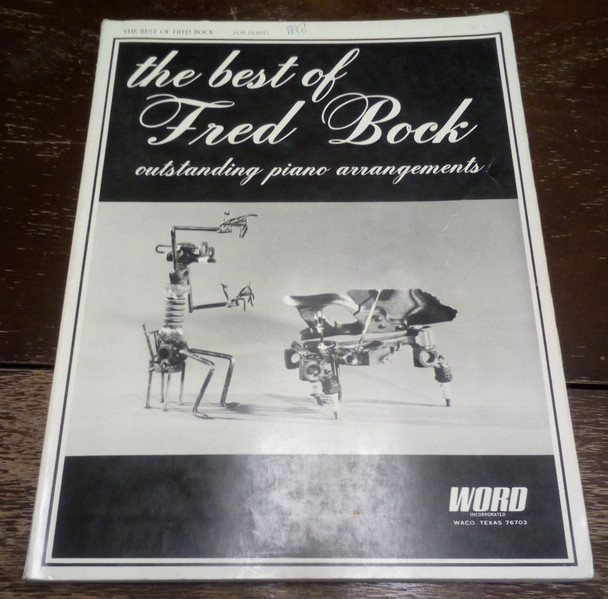 THE BEST OF FRED BOCK FOR PIANO
the best of
Fred Bock
outstanding piano arrangements
WORD
INCORPORATED
WACO, TEXAS 76703